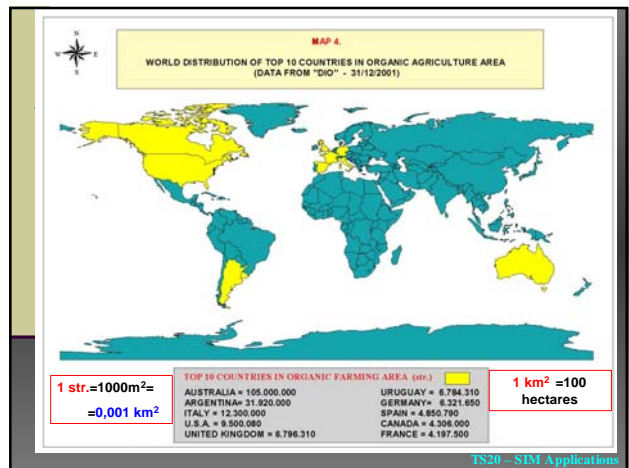 N
W E
S
MAP 4.
WORLD DISTRIBUTION OF TOP 10 COUNTRIES IN ORGANIC AGRICULTURE AREA
(DATA FROM "DIO" - 31/12/2001)
1 str.=1000m²=
=0,001 km²
TOP 10 COUNTRIES IN ORGANIC FARMING AREA (str.)
AUSTRALIA = 105.000.000
ARGENTINA= 31.920.000
ITALY = 12.300.000
U.S.A. = 9.500.080
UNITED KINGDOM = 6.796.310
URUGUAY = 6.784.310
GERMANY= 6.321.650
SPAIN = 4.850.790
CANADA = 4.306.000
FRANCE = 4.197.500
1 km² =100
hectares
TS20 – SIM Applications